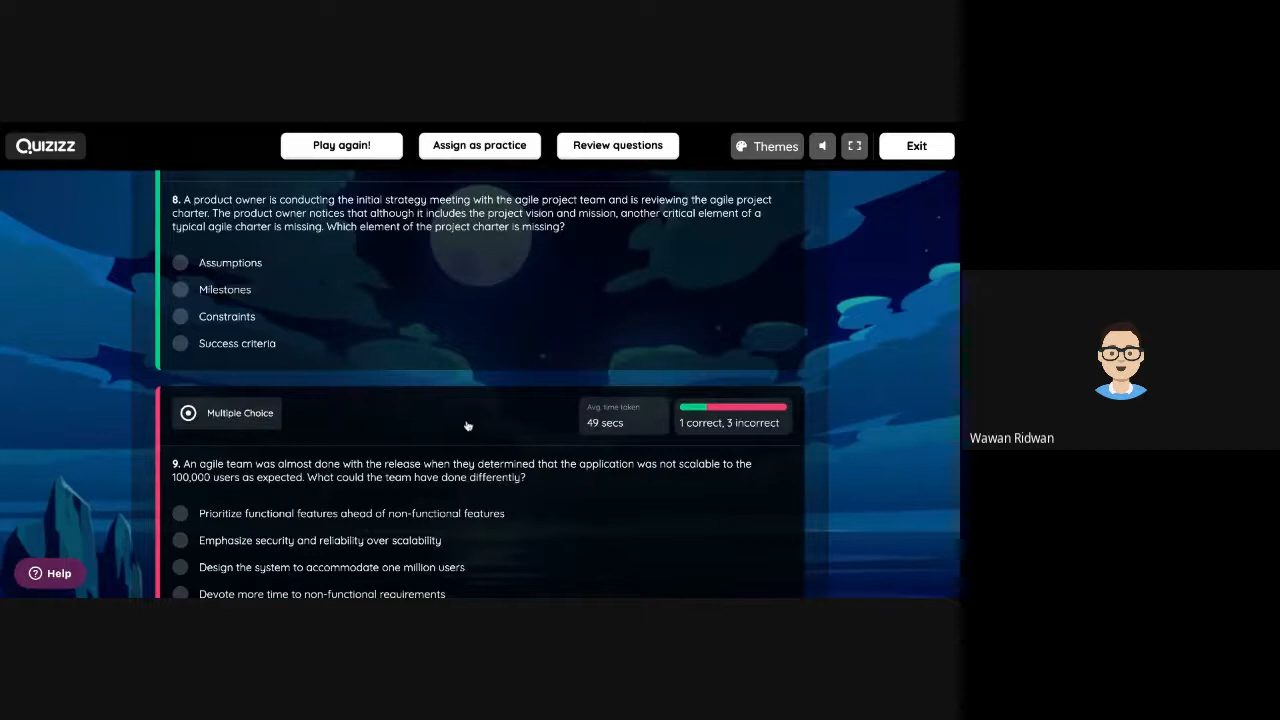 Quizizz
Play again!
Assign as practice
Review questions
Themes
Exit
8. A product owner is conducting the initial strategy meeting with the agile project team and is reviewing the agile project
charter. The product owner notices that although it includes the project vision and mission, another critical element of a
typical agile charter is missing. Which element of the project charter is missing?
Assumptions
Milestones
Constraints
Success criteria
Multiple Choice
Avg. time taken
49 secs
1 correct, 3 incorrect
9. An agile team was almost done with the release when they determined that the application was not scalable to the
100,000 users as expected. What could the team have done differently?
Prioritize functional features ahead of non-functional features
Emphasize security and reliability over scalability
Design the system to accommodate one million users
Devote more time to non-functional requirements
Help
Wawan Ridwan